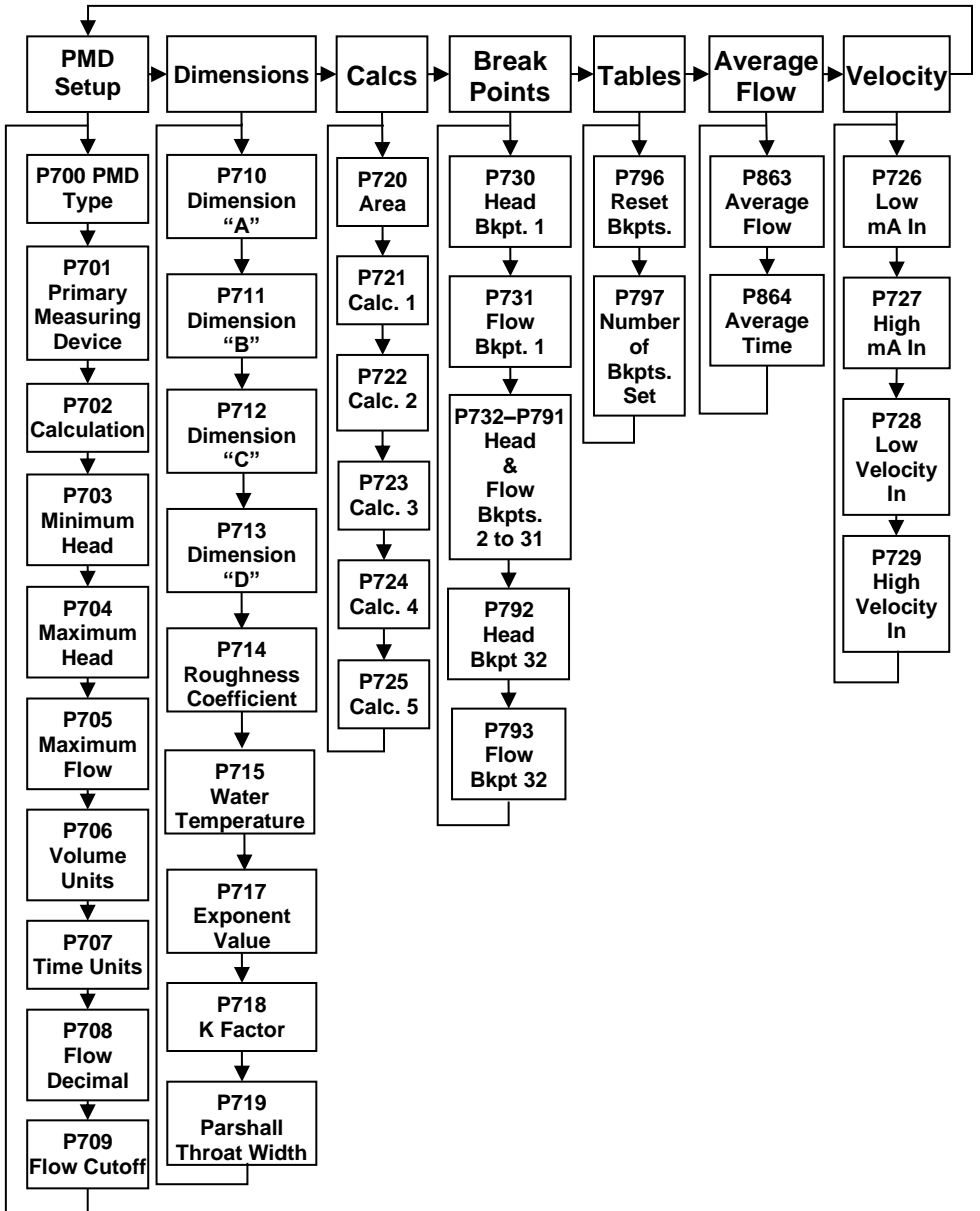 PMD
Setup
Dimensions
Calcs
Break
Points
Tables
Average
Flow
Velocity
P700 PMD
Type
P701
Primary
Measuring
Device
P702
Calculation
P703
Minimum
Head
P704
Maximum
Head
P705
Maximum
Flow
P706
Volume
Units
P707
Time Units
P708
Flow
Decimal
P709
Flow Cutoff
P710
Dimension
“A”
P711
Dimension
“B”
P712
Dimension
“C”
P713
Dimension
“D”
P714
Roughness
Coefficient
P715
Water
Temperature
P717
Exponent
Value
P718
K Factor
P719
Parshall
Throat Width
P720
Area
P721
Calc. 1
P722
Calc. 2
P723
Calc. 3
P724
Calc. 4
P725
Calc. 5
P730
Head
Bkpt. 1
P731
Flow
Bkpt. 1
P732–P791
Head
&
Flow
Bkpts.
2 to 31
P792
Head
Bkpt 32
P793
Flow
Bkpt 32
P796
Reset
Bkpts.
P797
Number
of
Bkpts.
Set
P863
Average
Flow
P864
Average
Time
P726
Low
mA In
P727
High
mA In
P728
Low
Velocity
In
P729
High
Velocity
In